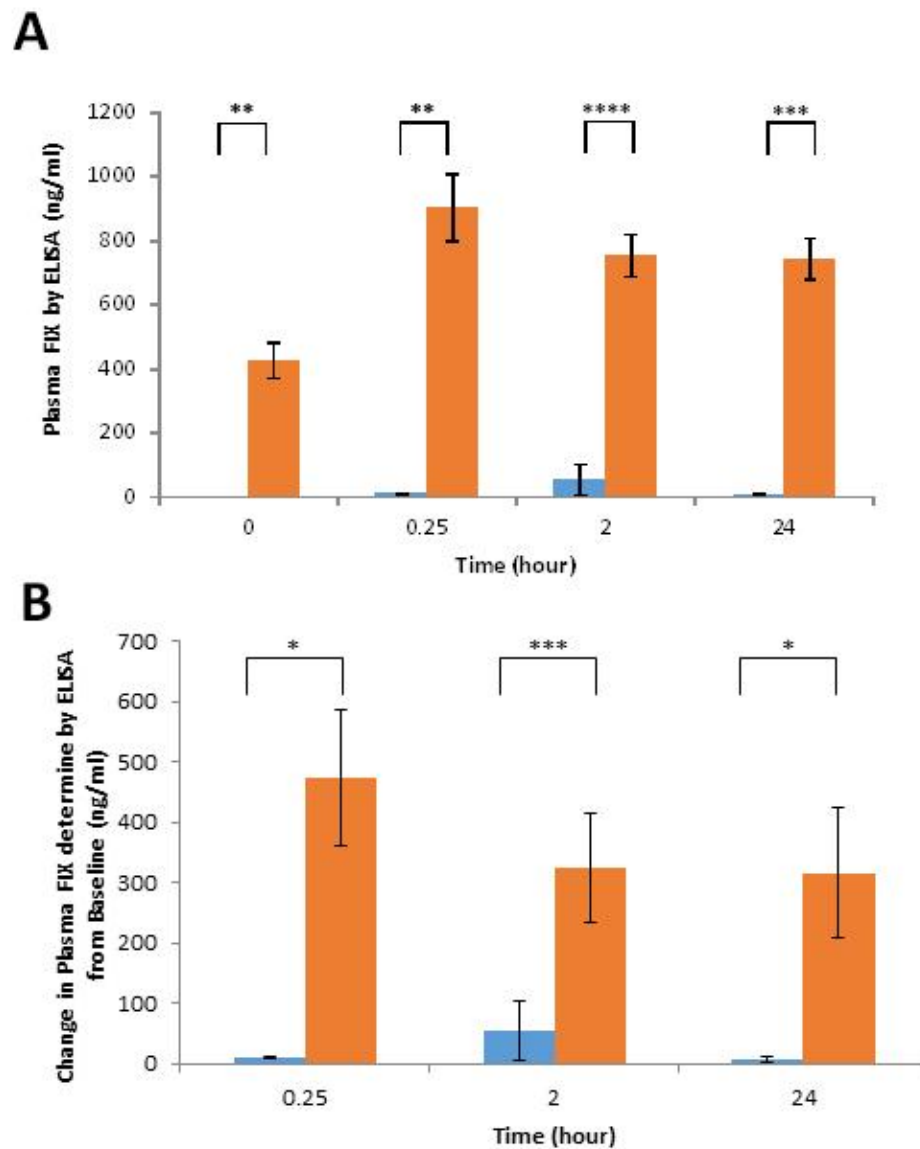 A
** ** **** ***
1200
1000
800
600
400
200
0
Plasma FIX by ELISA (ng/ml)
0 0.25 2 24
Time (hour)
B
* *** *
700
600
500
400
300
200
100
0
Change in Plasma FIX determine by ELISA
from Baseline (ng/ml)
0.25 2 24
Time (hour)